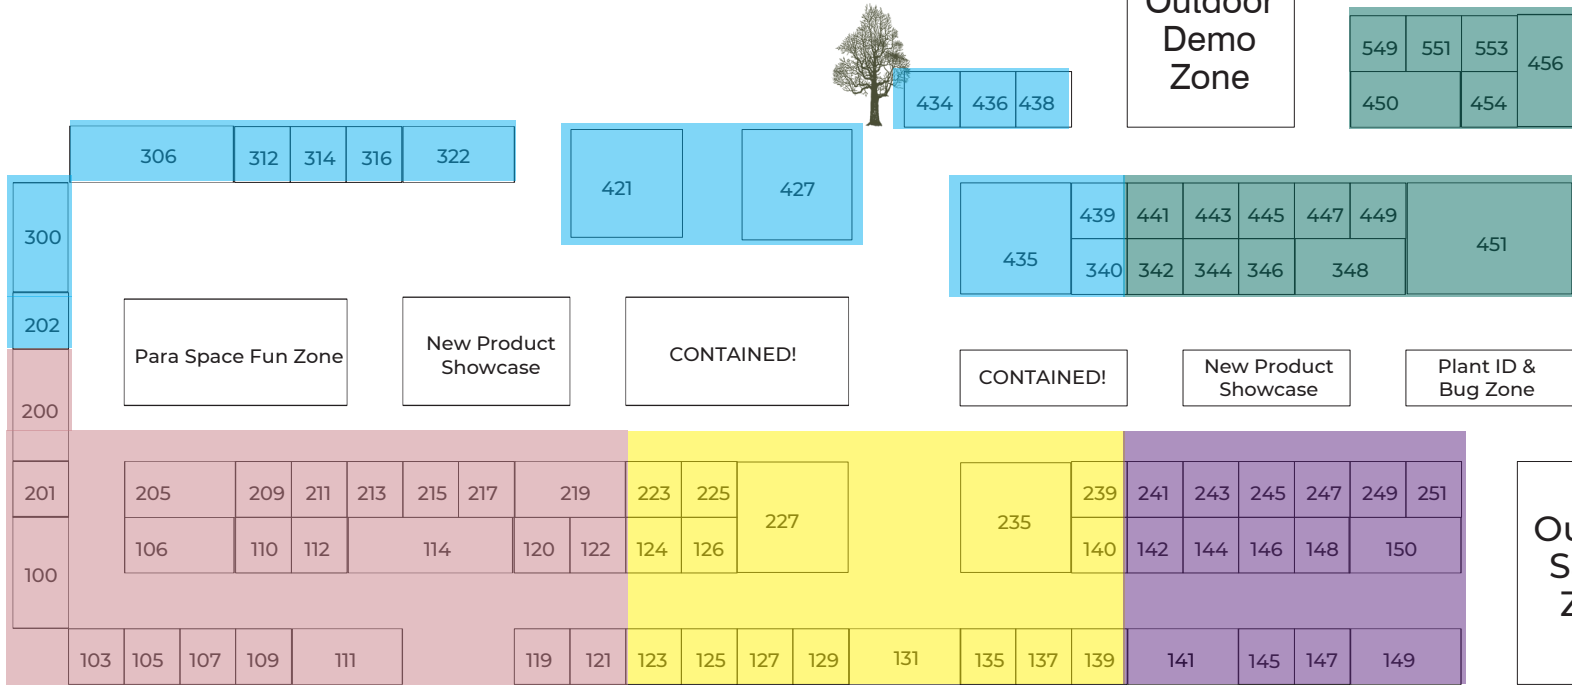 Outdoor
Demo
Zone
549 551 553
456
434 436 438
450 454
306 312 314 316 322
421 427
439 441 443 445 447 449
300
451
435
340 342 344 346 348
202
Para Space Fun Zone
New Product
Showcase
CONTAINED!
CONTAINED!
New Product
Showcase
Plant ID &
Bug Zone
200
201 205 209 211 213 215 217 219 223 225
227
235
239 241 243 245 247 249 251
106 110 112 114 120 122 124 126
140 142 144 146 148 150
100
103 105 107 109 111 119 121 123 125 127 129 131 135 137 139 141 145 147 149